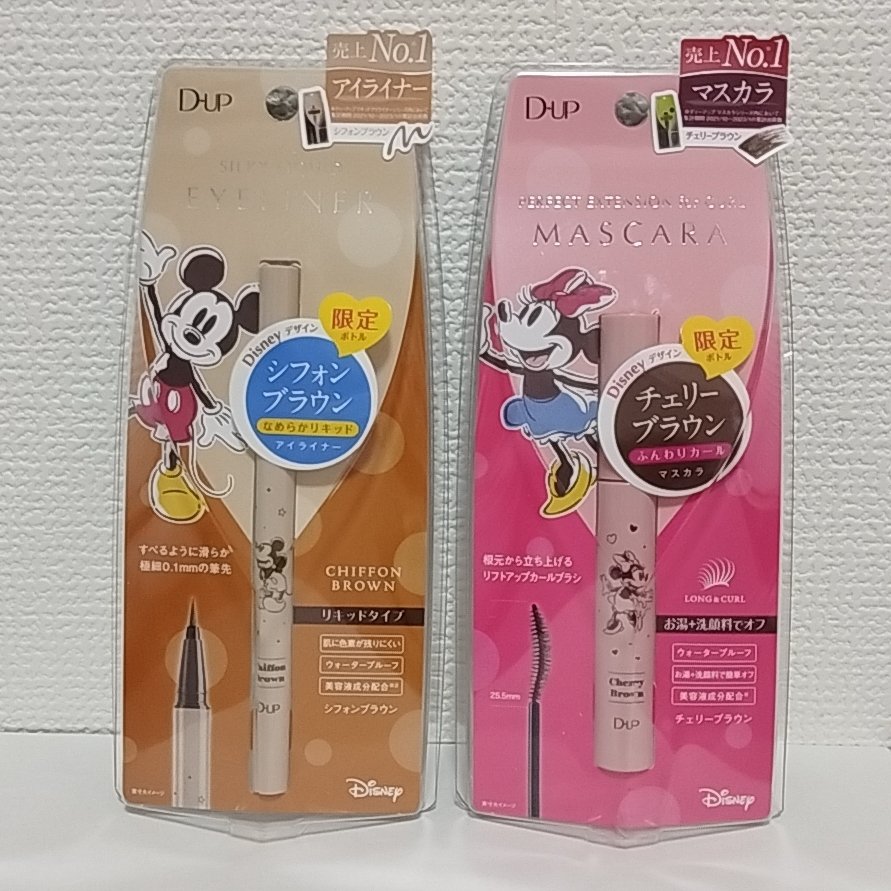 売上No.1
アイライナー
シフォンブラウン
D-UP
EYELINER
Disney デザイン
限定
ボトル
シフォン
ブラウン
なめらかリキッド
アイライナー
すべるように滑らか
極細0.1mmの筆先
CHIFFON
BROWN
リキッドタイプ
肌に色素が残りにくい
ウォータープルーフ
美容液成分配合
シフォンブラウン
Chiffon
Brown
D-UP
Disney
売上No.1
マスカラ
チェリーブラウン
D-UP
PERFECT EXTENSION For CURL
MASCARA
Disney デザイン
限定
ボトル
チェリー
ブラウン
ふんわりカール
マスカラ
根元から立ち上げる
リフトアップカールブラシ
LONG & CURL
お湯+洗顔料でオフ
25.5mm
ウォータープルーフ
お湯+洗顔料で簡単オフ
美容液成分配合
チェリーブラウン
Cherry
Brown
D-UP
Disney